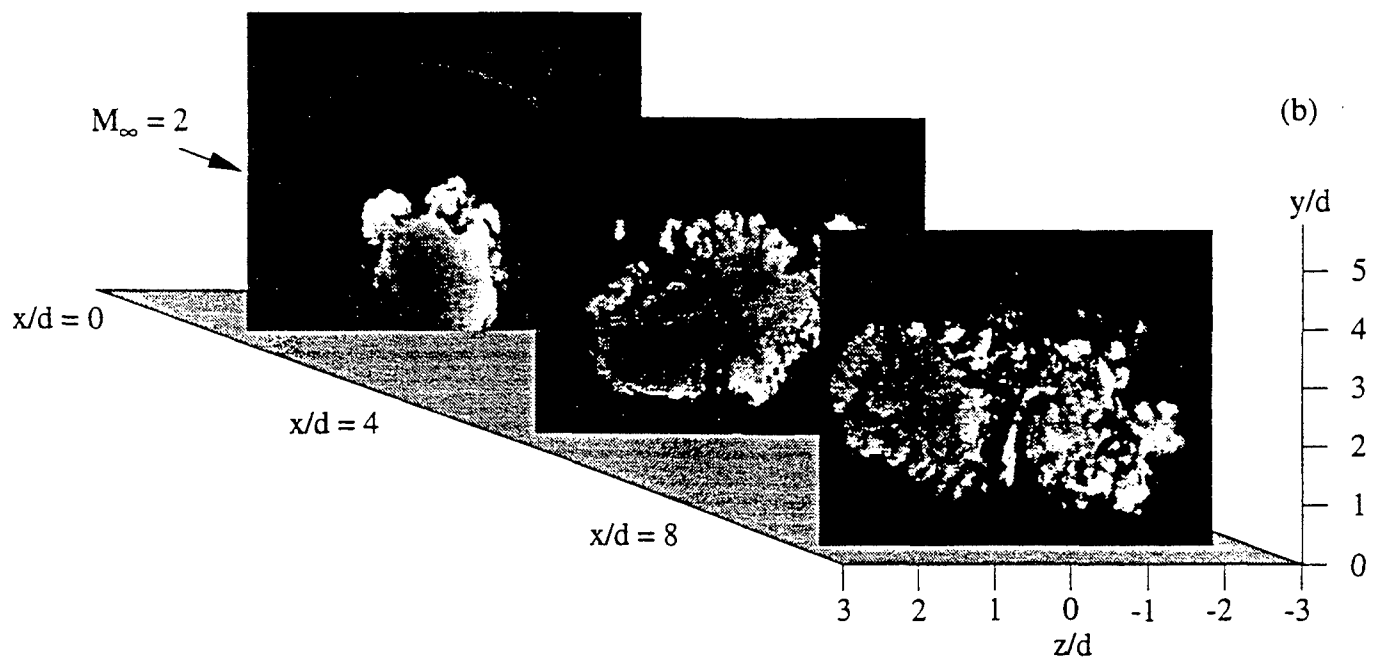 (b)
M∞ = 2
y/d
5
4
3
2
1
0
x/d = 0
x/d = 4
x/d = 8
3 2 1 0 -1 -2 -3
z/d